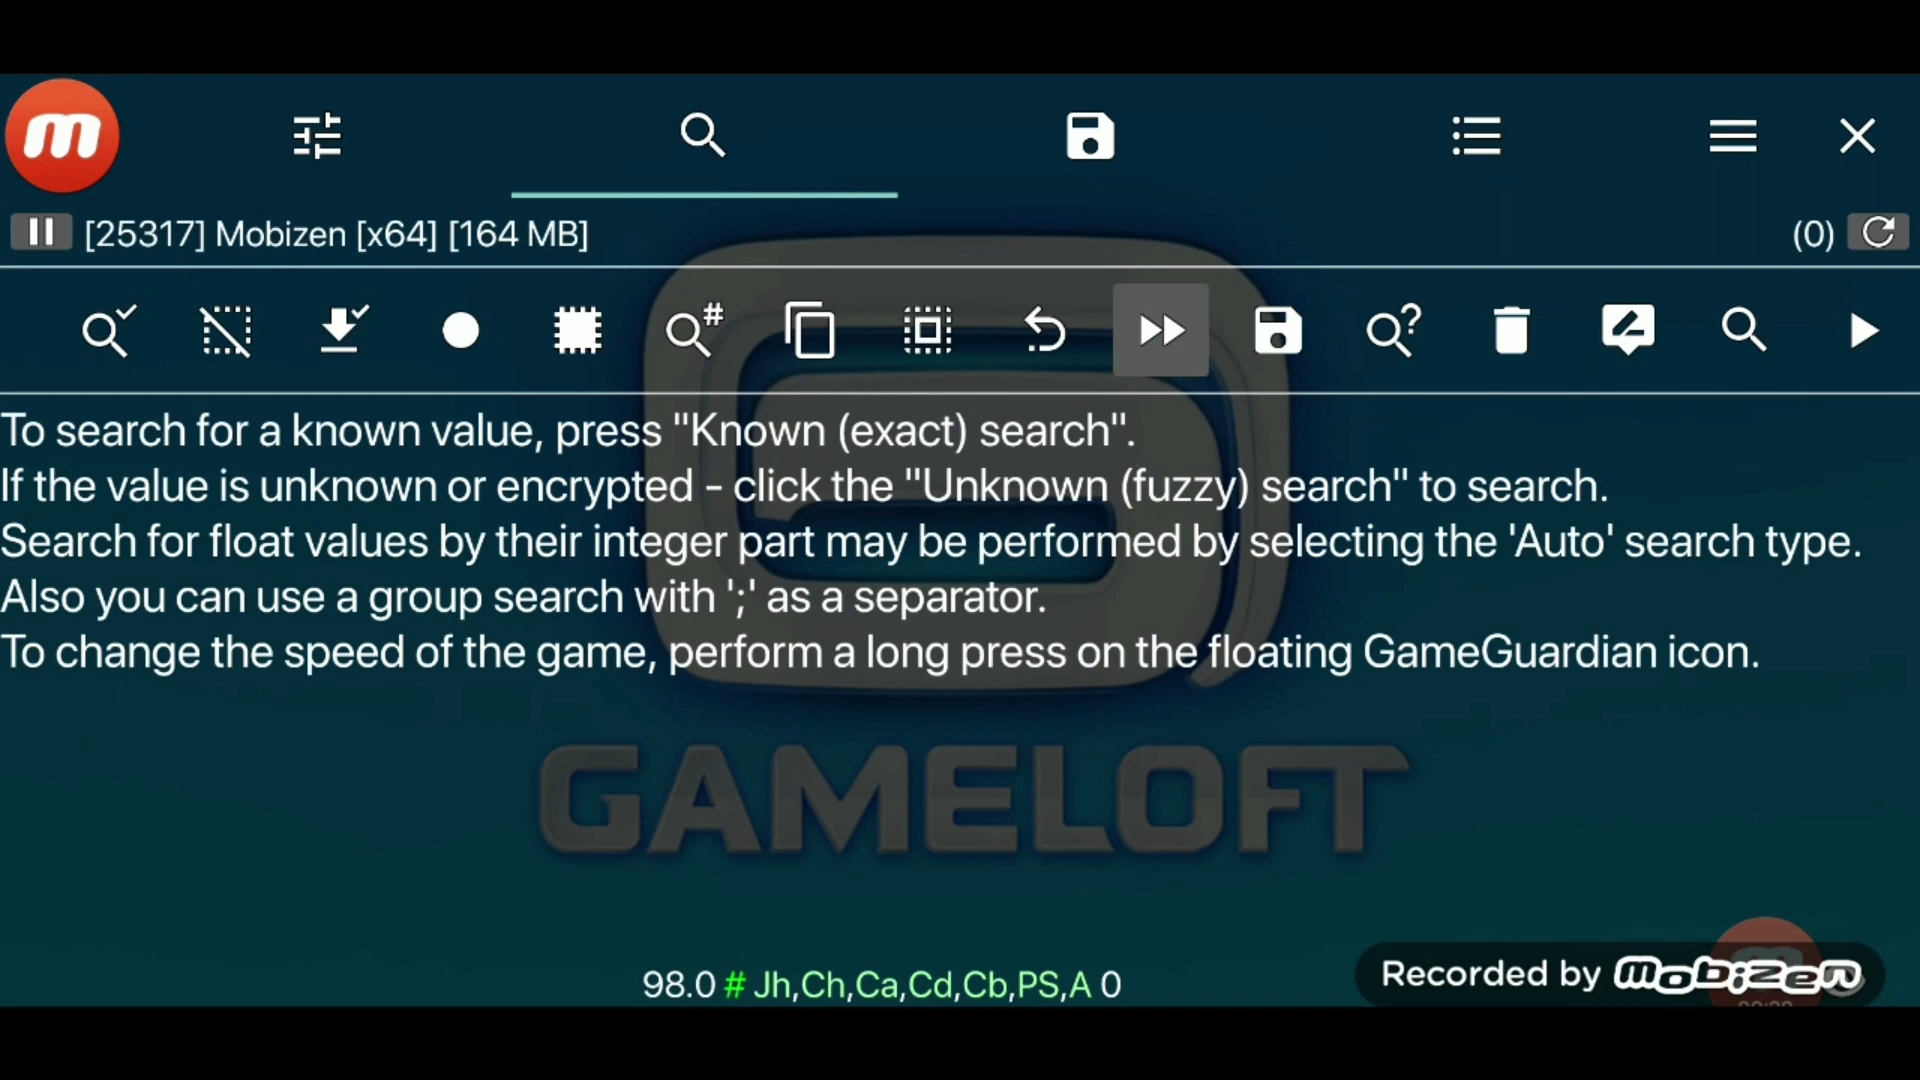 [25317] Mobizen [x64] [164 MB]
(0)
To search for a known value, press "Known (exact) search".
If the value is unknown or encrypted - click the "Unknown (fuzzy) search" to search.
Search for float values by their integer part may be performed by selecting the 'Auto' search type.
Also you can use a group search with ';' as a separator.
To change the speed of the game, perform a long press on the floating GameGuardian icon.
GAMELOFT
98.0 # Jh,Ch,Ca,Cd,Cb,PS,A 0
Recorded by mobizen